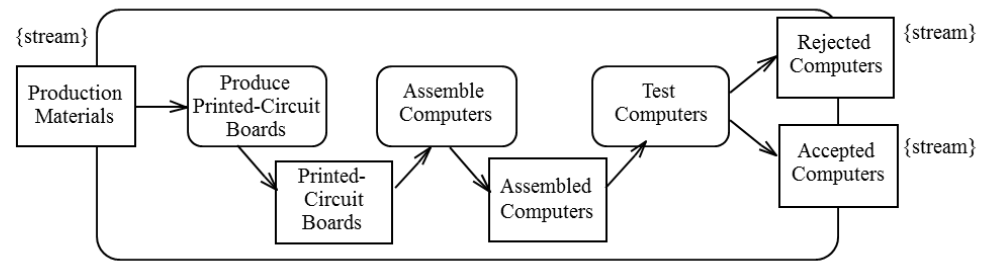 {stream}
Production
Materials
Produce
Printed-Circuit
Boards
Printed-
Circuit
Boards
Assemble
Computers
Assembled
Computers
Test
Computers
Rejected
Computers
{stream}
Accepted
Computers
{stream}